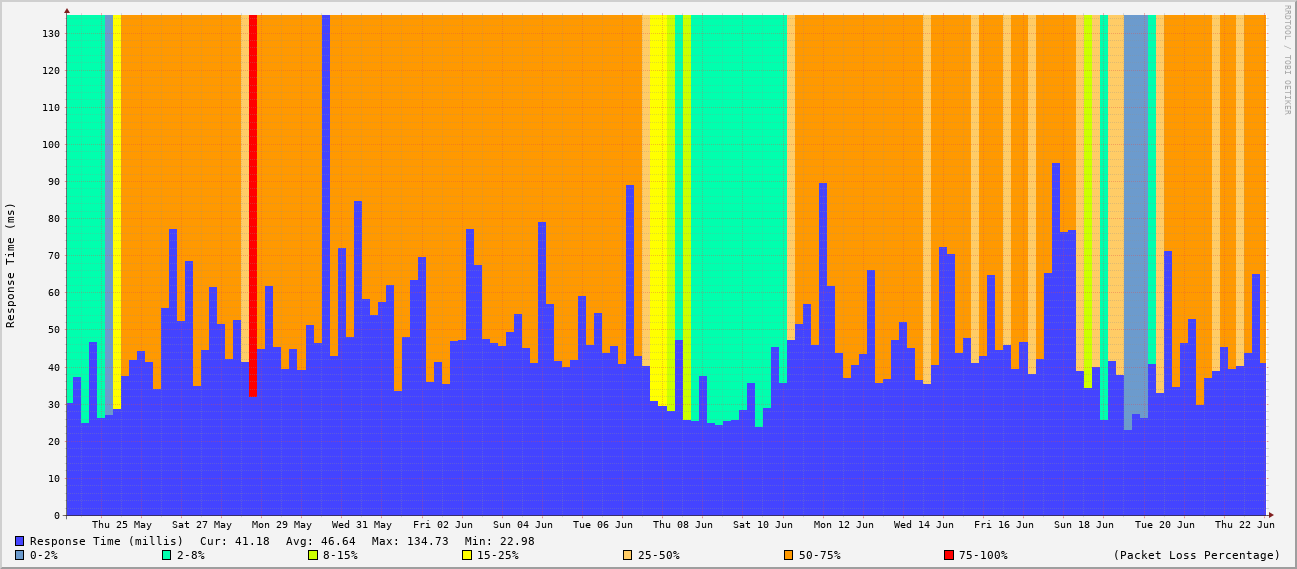 RRDTOOL / TOBI OETIKER
Response Time (ms)
130
120
110
100
90
80
70
60
50
40
30
20
10
0
Thu 25 May Sat 27 May Mon 29 May Wed 31 May Fri 02 Jun Sun 04 Jun Tue 06 Jun Thu 08 Jun Sat 10 Jun Mon 12 Jun Wed 14 Jun Fri 16 Jun Sun 18 Jun Tue 20 Jun Thu 22 Jun
Response Time (millis) Cur: 41.18 Avg: 46.64 Max: 134.73 Min: 22.98
0-2% 2-8% 8-15% 15-25% 25-50% 50-75% 75-100% (Packet Loss Percentage)